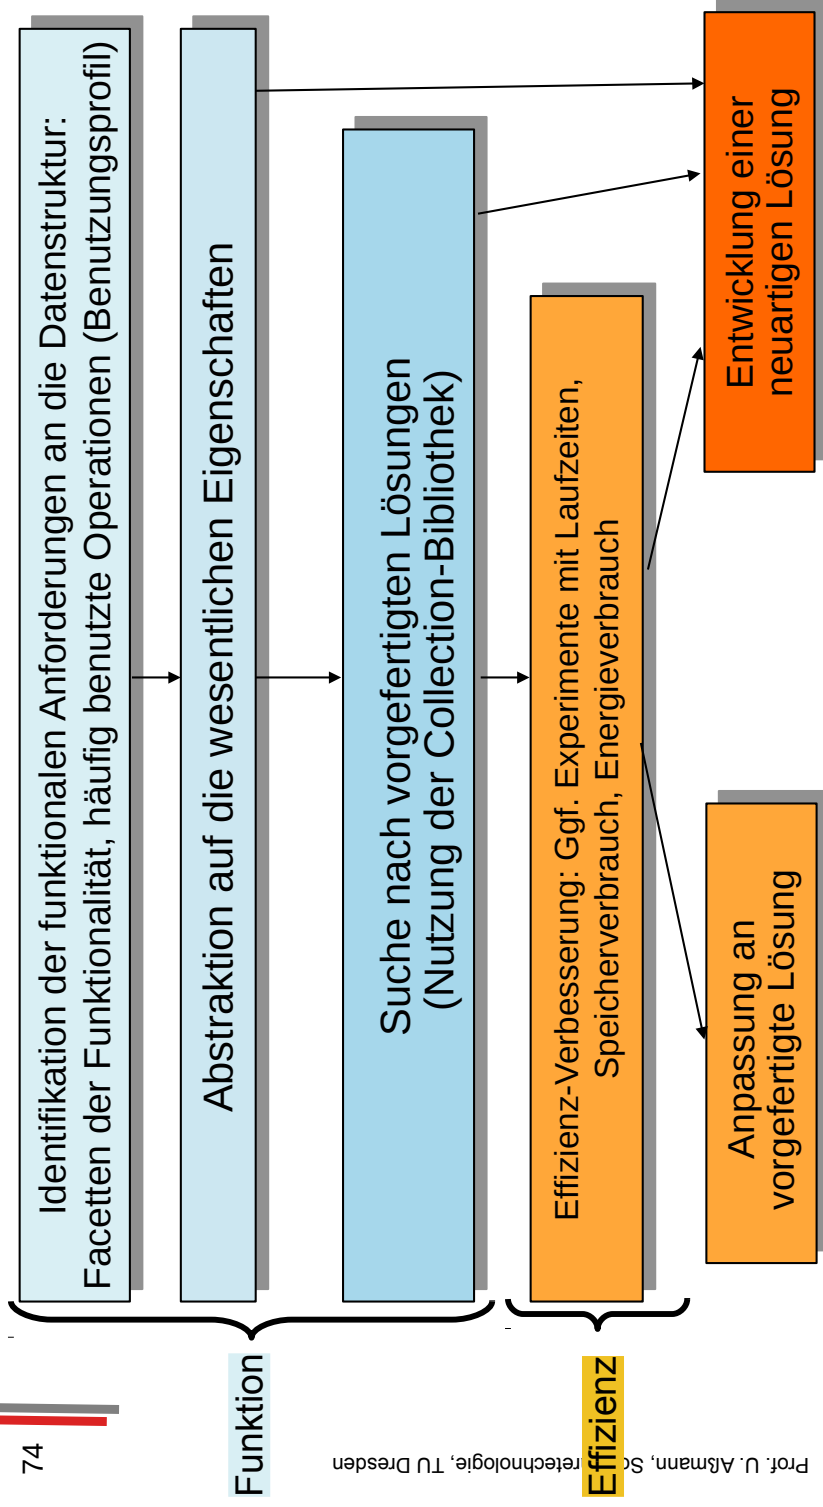 Identifikation der funktionalen Anforderungen an die Datenstruktur:
Facetten der Funktionalität, häufig benutzte Operationen (Benutzungsprofil)
Abstraktion auf die wesentlichen Eigenschaften
Suche nach vorgefertigten Lösungen
(Nutzung der Collection-Bibliothek)
Effizienz-Verbesserung: Ggf. Experimente mit Laufzeiten,
Speicherverbrauch, Energieverbrauch
Anpassung an
vorgefertigte Lösung
Entwicklung einer
neuartigen Lösung
Funktion
Effizienz
74
Prof. U. Aßmann, TU Dresden